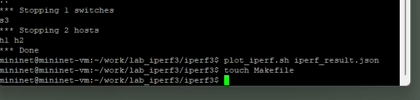 ..
*** Stopping 1 switches
s3
*** Stopping 2 hosts
h1 h2
*** Done
mininet@mininet-vm:~/work/lab_iperf3/iperf3$ plot_iperf.sh iperf_result.json
mininet@mininet-vm:~/work/lab_iperf3/iperf3$ touch Makefile
mininet@mininet-vm:~/work/lab_iperf3/iperf3$